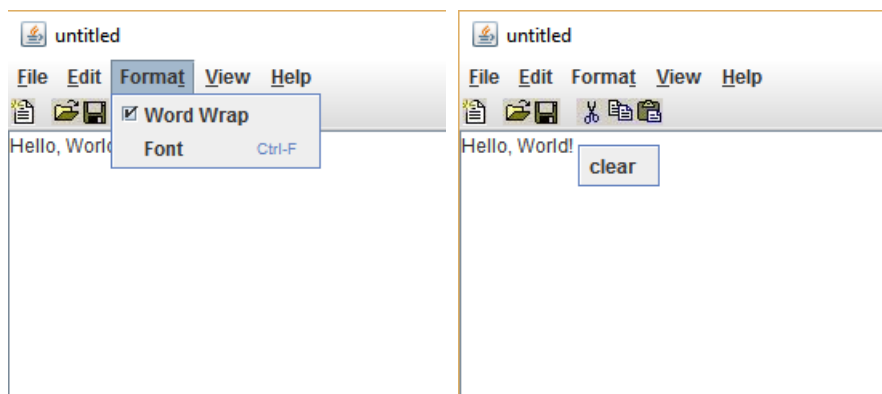 untitled
File Edit Format View Help
Word Wrap
Font Ctrl-F
Hello, World
untitled
File Edit Format View Help
Hello, World!
clear